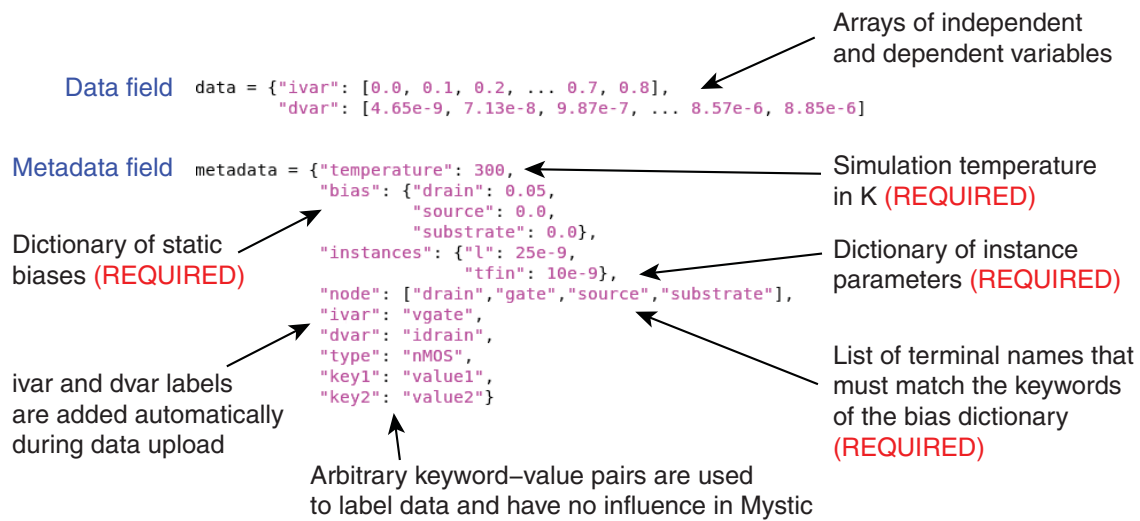 Arrays of independent
and dependent variables
Data field data = {"ivar": [0.0, 0.1, 0.2, ... 0.7, 0.8],
"dvar": [4.65e-9, 7.13e-8, 9.87e-7, ... 8.57e-6, 8.85e-6]
Metadata field metadata = {"temperature": 300,
"bias": {"drain": 0.05,
"source": 0.0,
"substrate": 0.0},
"instances": {"l": 25e-9,
"tfin": 10e-9},
"node": ["drain","gate","source","substrate"],
"ivar": "vgate",
"dvar": "idrain",
"type": "nMOS",
"key1": "value1",
"key2": "value2"}
Simulation temperature
in K (REQUIRED)
Dictionary of static
biases (REQUIRED)
Dictionary of instance
parameters (REQUIRED)
ivar and dvar labels
are added automatically
during data upload
List of terminal names that
must match the keywords
of the bias dictionary
(REQUIRED)
Arbitrary keyword–value pairs are used
to label data and have no influence in Mystic